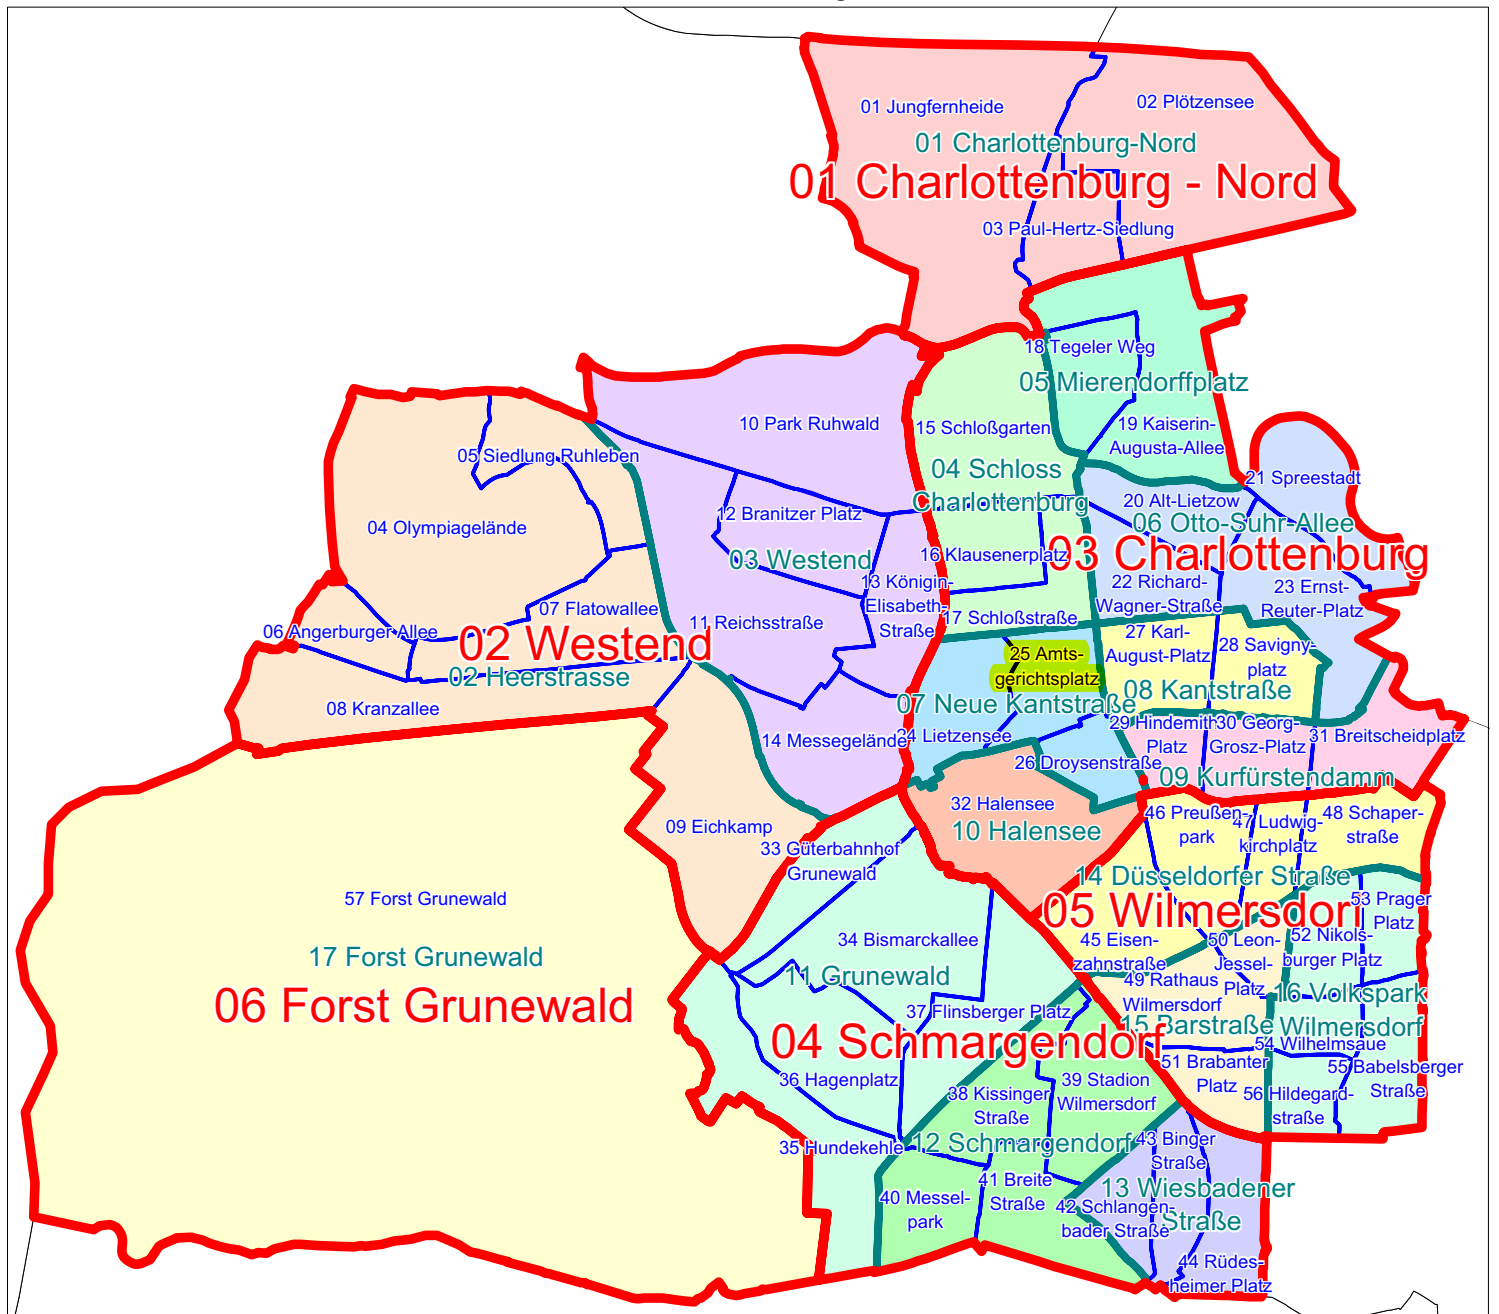 01 Jungfernheide
02 Plötzensee
01 Charlottenburg-Nord
01 Charlottenburg - Nord
03 Paul-Hertz-Siedlung
18 Tegeler Weg
05 Mierendorffplatz
10 Park Ruhwald
15 Schloßgarten
19 Kaiserin-
Augusta-Allee
05 Siedlung Ruhleben
04 Schloss
Charlottenburg
21 Spreestadt
20 Alt-Lietzow
04 Olympiagelände
12 Branitzer Platz
06 Otto-Suhr-Allee
03 Westend
16 Klausenerplatz
03 Charlottenburg
13 Königin-
Elisabeth-
Straße
22 Richard-
Wagner-Straße
23 Ernst-
Reuter-Platz
07 Flatowallee
11 Reichsstraße
17 Schloßstraße
06 Angerburger Allee
02 Westend
27 Karl-
August-Platz
28 Savigny-
platz
25 Amts-
gerichtsplatz
02 Heerstrasse
08 Kantstraße
07 Neue Kantstraße
08 Kranzallee
14 Messegelände
24 Lietzensee
29 Hindemith
Platz
30 Georg-
Grosz-Platz
31 Breitscheidplatz
26 Droysenstraße
09 Kurfürstendamm
32 Halensee
10 Halensee
46 Preußen-
park
47 Ludwig-
kirchplatz
48 Schaper-
straße
09 Eichkamp
33 Güterbahnhof
Grunewald
14 Düsseldorfer Straße
05 Wilmersdorf
53 Prager
Platz
57 Forst Grunewald
34 Bismarckallee
45 Eisen-
zahnstraße
50 Leon-
Jessel-
Platz
52 Nikols-
burger Platz
17 Forst Grunewald
11 Grunewald
49 Rathaus
Wilmersdorf
16 Volkspark
Wilmersdorf
06 Forst Grunewald
37 Flinsberger Platz
15 Barstraße
04 Schmargendorf
54 Wilhelmsaue
51 Brabanter
Platz
55 Babelsberger
Straße
36 Hagenplatz
39 Stadion
Wilmersdorf
38 Kissinger
Straße
56 Hildegard-
straße
35 Hundekehle
12 Schmargendorf
43 Binger
Straße
41 Breite
Straße
13 Wiesbadener
Straße
40 Messel-
park
42 Schlangen-
bader Straße
44 Rüdes-
heimer Platz